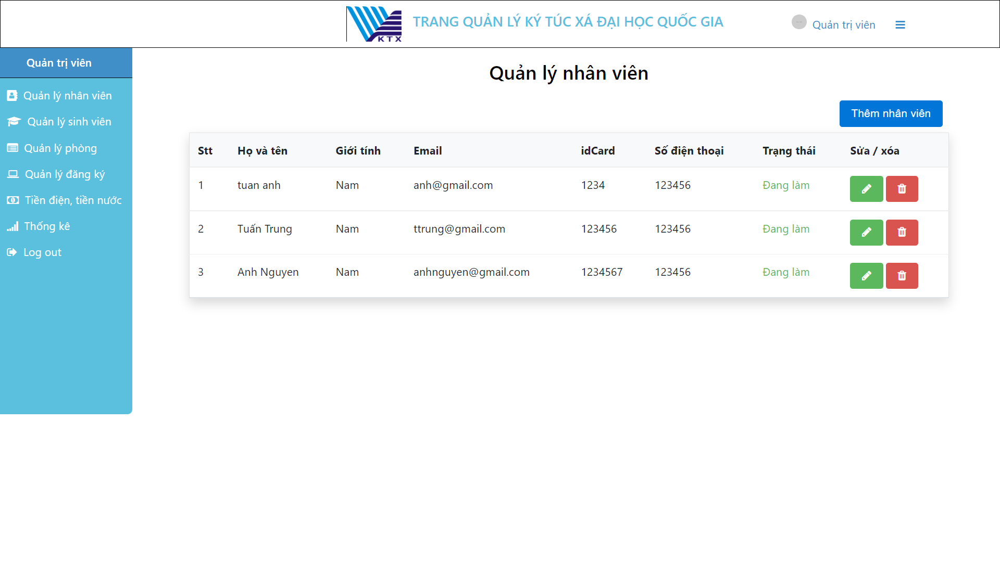 KTX
TRANG QUẢN LÝ KÝ TÚC XÁ ĐẠI HỌC QUỐC GIA
Quản trị viên
Quản trị viên
Quản lý nhân viên
Quản lý sinh viên
Quản lý phòng
Quản lý đăng ký
Tiền điện, tiền nước
Thống kê
Log out
Quản lý nhân viên
Thêm nhân viên
Stt Họ và tên Giới tính Email idCard Số điện thoại Trạng thái Sửa / xóa
1 tuan anh Nam anh@gmail.com 1234 123456 Đang làm
2 Tuấn Trung Nam ttrung@gmail.com 123456 123456 Đang làm
3 Anh Nguyen Nam anhnguyen@gmail.com 1234567 123456 Đang làm